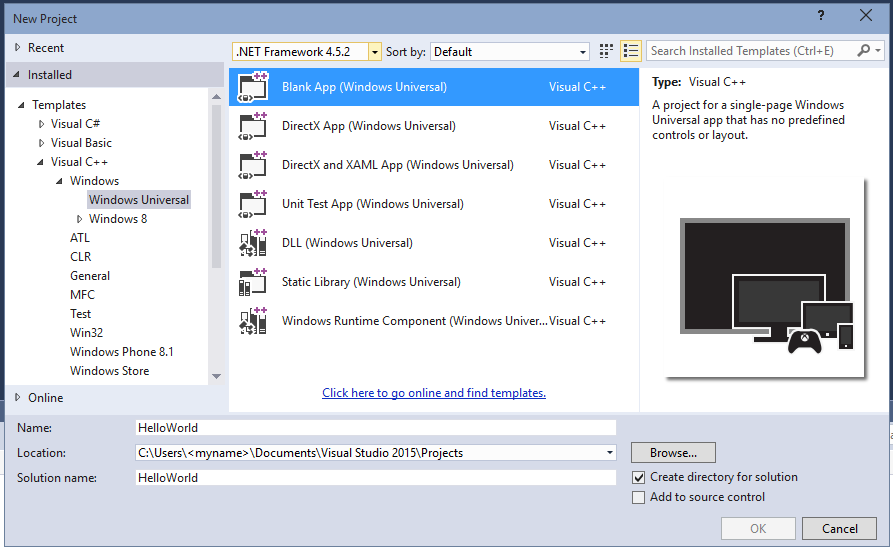 New Project
?
Recent
.NET Framework 4.5.2
Sort by:
Default
Search Installed Templates (Ctrl+E)
Installed
Templates
Visual C#
Visual Basic
Visual C++
Windows
Windows Universal
Windows 8
ATL
CLR
General
MFC
Test
Win32
Windows Phone 8.1
Windows Store
Online
Blank App (Windows Universal) Visual C++
DirectX App (Windows Universal) Visual C++
DirectX and XAML App (Windows Universal) Visual C++
Unit Test App (Windows Universal) Visual C++
DLL (Windows Universal) Visual C++
Static Library (Windows Universal) Visual C++
Windows Runtime Component (Windows Univer... Visual C++
Click here to go online and find templates.
Type: Visual C++
A project for a single-page Windows
Universal app that has no predefined
controls or layout.
Name: HelloWorld
Location: C:\Users\<myname>\Documents\Visual Studio 2015\Projects
Browse...
Solution name: HelloWorld
Create directory for solution
Add to source control
OK
Cancel